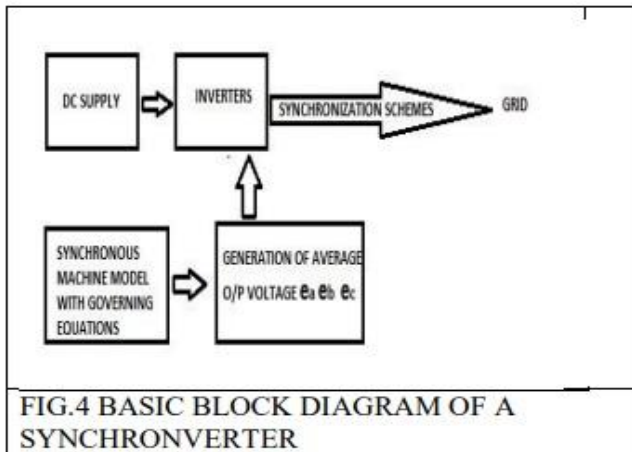 DC SUPPLY
INVERTERS
SYNCHRONIZATION SCHEMES
GRID
SYNCHRONOUS
MACHINE MODEL
WITH GOVERNING
EQUATIONS
GENERATION OF AVERAGE
O/P VOLTAGE ea eb ec
FIG.4 BASIC BLOCK DIAGRAM OF A
SYNCHRONVERTER